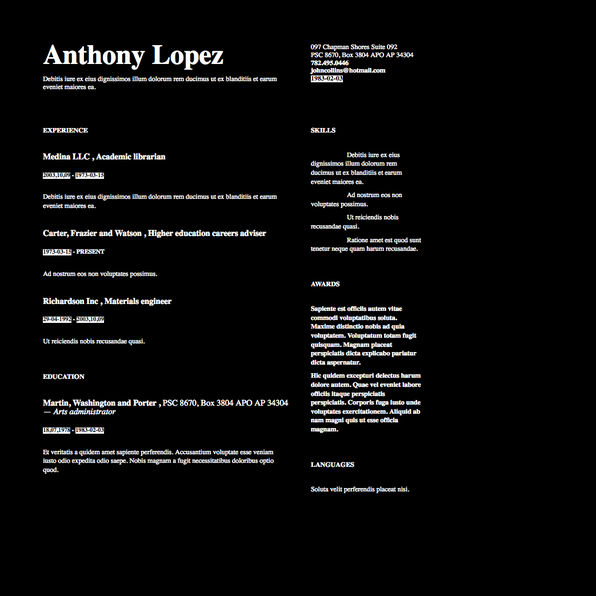 Anthony Lopez
Debitis iure ex eius dignissimos illum dolorum rem ducimus ut ex blanditiis et earum
eveniet maiores ea.
097 Chapman Shores Suite 092
PSC 8670, Box 3804 APO AP 34304
782.495.0446
johncollins@hotmail.com
1983-02-03
EXPERIENCE
Medina LLC , Academic librarian
2003.10.09 - 1973-03-15
Debitis iure ex eius dignissimos illum dolorum rem ducimus ut ex blanditiis et earum
eveniet maiores ea.
Carter, Frazier and Watson , Higher education careers adviser
1973-03-15 - PRESENT
Ad nostrum eos non voluptates possimus.
Richardson Inc , Materials engineer
29-04-1992 - 2003.10.09
Ut reiciendis nobis recusandae quasi.
EDUCATION
Martin, Washington and Porter , PSC 8670, Box 3804 APO AP 34304
— Arts administrator
18.07.1978 - 1983-02-03
Et veritatis a quidem amet sapiente perferendis. Accusantium voluptate esse veniam
iusto odio expedita odio saepe. Nobis magnam a fugit necessitatibus doloribus optio
quod.
SKILLS
Debitis iure ex eius
dignissimos illum dolorum rem
ducimus ut ex blanditiis et earum
eveniet maiores ea.
Ad nostrum eos non
voluptates possimus.
Ut reiciendis nobis
recusandae quasi.
Ratione amet est quod sunt
tenetur neque quam harum recusandae.
AWARDS
Sapiente est officiis autem vitae
commodi voluptatibus soluta.
Maxime distinctio nobis ad quia
voluptatem. Voluptatum totam fugit
quisquam. Magnam placeat
perspiciatis dicta explicabo pariatur
dicta aspernatur.
Hic quidem excepturi delectus harum
dolore autem. Quae vel eveniet labore
officiis itaque perspiciatis
perspiciatis. Corporis fuga iusto unde
voluptates exercitationem. Aliquid ab
nam magni quis ut esse officia
magnam.
LANGUAGES
Soluta velit perferendis placeat nisi.